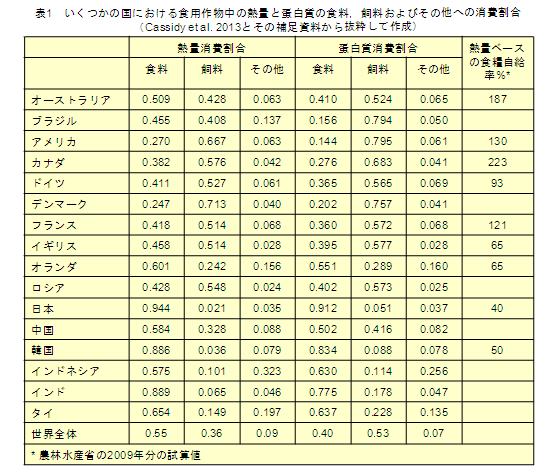 表1 いくつかの国における食用作物中の熱量と蛋白質の食料，飼料およびその他への消費割合
（Cassidy et al. 2013とその補足資料から抜粋して作成）
熱量消費割合 蛋白質消費割合 熱量ベースの食糧自給率%*
食料 飼料 その他 食料 飼料 その他
オーストラリア 0.509 0.428 0.063 0.410 0.524 0.065 187
ブラジル 0.455 0.408 0.137 0.156 0.794 0.050
アメリカ 0.270 0.667 0.063 0.144 0.795 0.061 130
カナダ 0.382 0.576 0.042 0.276 0.683 0.041 223
ドイツ 0.411 0.527 0.061 0.365 0.565 0.069 93
デンマーク 0.247 0.713 0.040 0.202 0.757 0.041
フランス 0.418 0.514 0.068 0.360 0.572 0.068 121
イギリス 0.458 0.514 0.028 0.395 0.577 0.028 65
オランダ 0.601 0.242 0.156 0.551 0.289 0.160 65
ロシア 0.428 0.548 0.024 0.402 0.573 0.025
日本 0.944 0.021 0.035 0.912 0.051 0.037 40
中国 0.584 0.328 0.088 0.502 0.416 0.082
韓国 0.886 0.036 0.079 0.834 0.088 0.078 50
インドネシア 0.575 0.101 0.323 0.630 0.114 0.256
インド 0.889 0.065 0.046 0.775 0.178 0.047
タイ 0.654 0.149 0.197 0.637 0.228 0.135
世界全体 0.55 0.36 0.09 0.40 0.53 0.07
* 農林水産省の2009年分の試算値